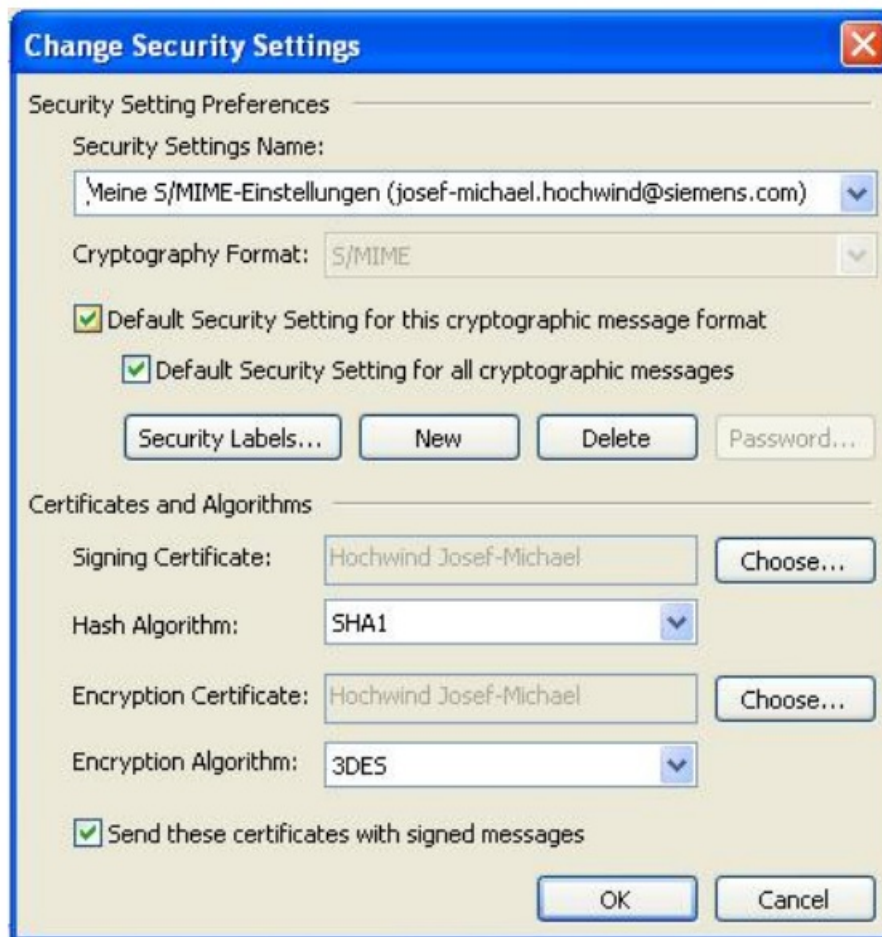 Change Security Settings
Security Setting Preferences
Security Settings Name:
Meine S/MIME-Einstellungen (josef-michael.hochwind@siemens.com)
Cryptography Format: S/MIME
Default Security Setting for this cryptographic message format
Default Security Setting for all cryptographic messages
Security Labels... New Delete Password...
Certificates and Algorithms
Signing Certificate: Hochwind Josef-Michael Choose...
Hash Algorithm: SHA1
Encryption Certificate: Hochwind Josef-Michael Choose...
Encryption Algorithm: 3DES
Send these certificates with signed messages
OK Cancel